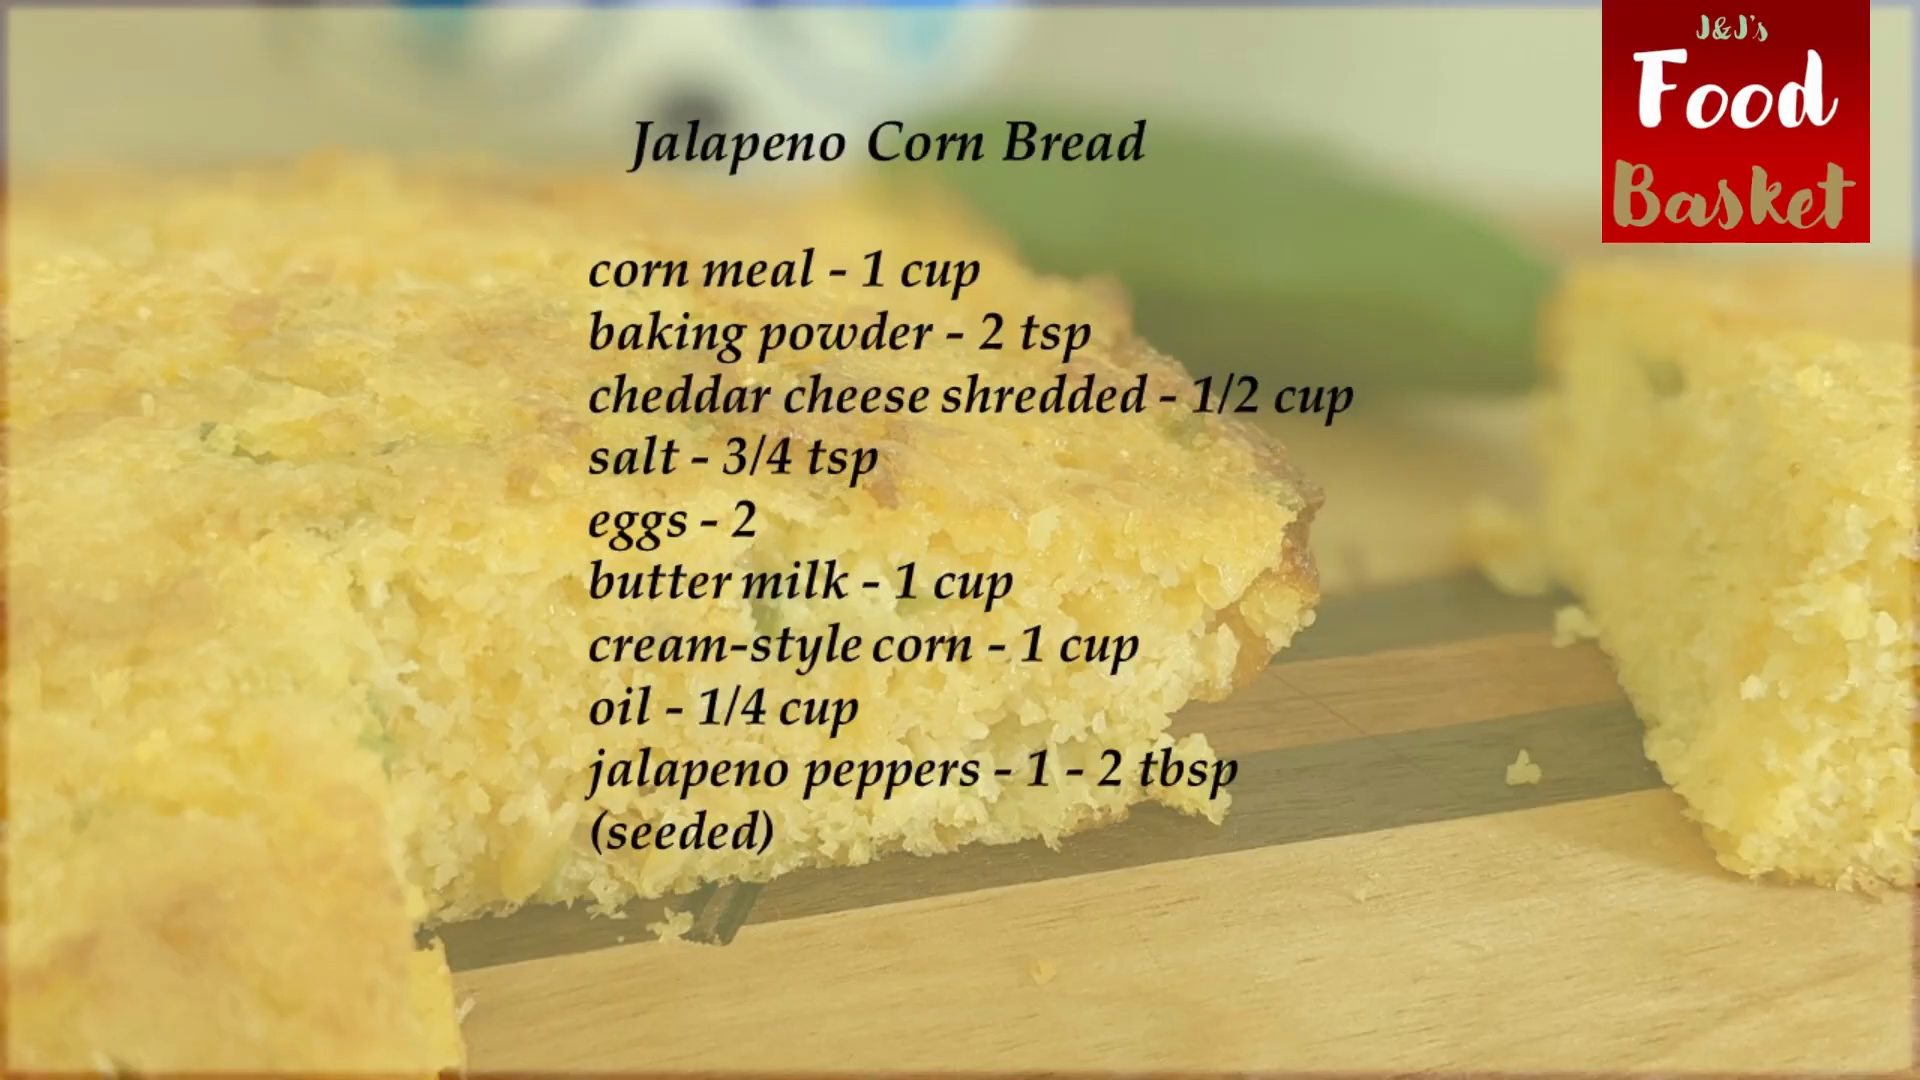 J&J's
Food
Basket
Jalapeno Corn Bread
corn meal - 1 cup
baking powder - 2 tsp
cheddar cheese shredded - 1/2 cup
salt - 3/4 tsp
eggs - 2
butter milk - 1 cup
cream-style corn - 1 cup
oil - 1/4 cup
jalapeno peppers - 1 - 2 tbsp
(seeded)